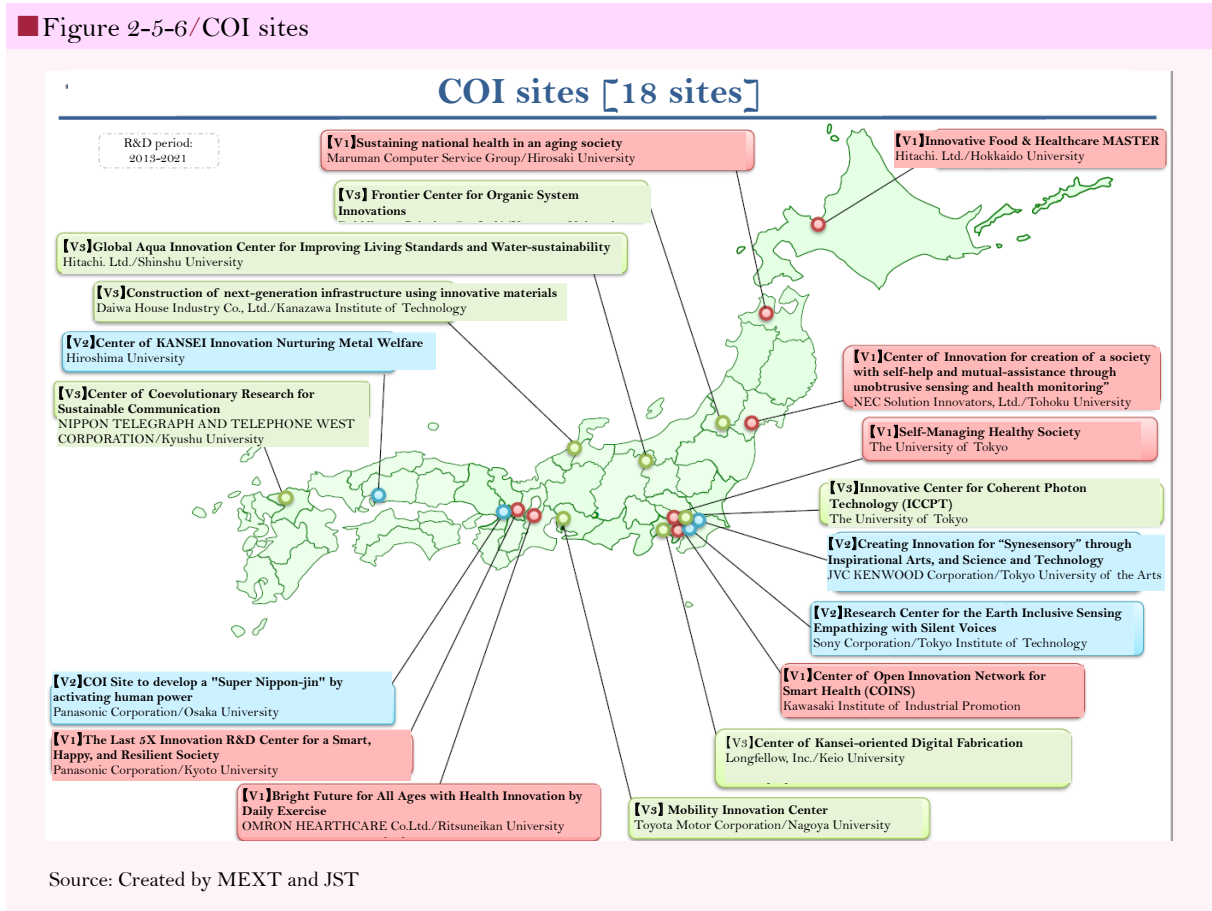 Figure 2-5-6/COI sites
COI sites [18 sites]
R&D period:
2013-2021
【V1】Sustaining national health in an aging society
Maruman Computer Service Group/Hirosaki University
【V1】Innovative Food & Healthcare MASTER
Hitachi. Ltd./Hokkaido University
【V3】 Frontier Center for Organic System
Innovations
【V3】Global Aqua Innovation Center for Improving Living Standards and Water-sustainability
Hitachi. Ltd./Shinshu University
【V3】Construction of next-generation infrastructure using innovative materials
Daiwa House Industry Co., Ltd./Kanazawa Institute of Technology
【V2】Center of KANSEI Innovation Nurturing Metal Welfare
Hiroshima University
【V3】Center of Coevolutionary Research for
Sustainable Communication
NIPPON TELEGRAPH AND TELEPHONE WEST
CORPORATION/Kyushu University
【V1】Center of Innovation for creation of a society
with self-help and mutual-assistance through
unobtrusive sensing and health monitoring”
NEC Solution Innovators, Ltd./Tohoku University
【V1】Self-Managing Healthy Society
The University of Tokyo
【V3】Innovative Center for Coherent Photon
Technology (ICCPT)
The University of Tokyo
【V2】Creating Innovation for “Synesensory” through
Inspirational Arts, and Science and Technology
JVC KENWOOD Corporation/Tokyo University of the Arts
【V2】Research Center for the Earth Inclusive Sensing
Empathizing with Silent Voices
Sony Corporation/Tokyo Institute of Technology
【V1】Center of Open Innovation Network for
Smart Health (COINS)
Kawasaki Institute of Industrial Promotion
【V3】Center of Kansei-oriented Digital Fabrication
Longfellow, Inc./Keio University
【V3】 Mobility Innovation Center
Toyota Motor Corporation/Nagoya University
【V2】COI Site to develop a "Super Nippon-jin" by
activating human power
Panasonic Corporation/Osaka University
【V1】The Last 5X Innovation R&D Center for a Smart,
Happy, and Resilient Society
Panasonic Corporation/Kyoto University
【V1】Bright Future for All Ages with Health Innovation by
Daily Exercise
OMRON HEARTHCARE Co.Ltd./Ritsuneikan University
Source: Created by MEXT and JST